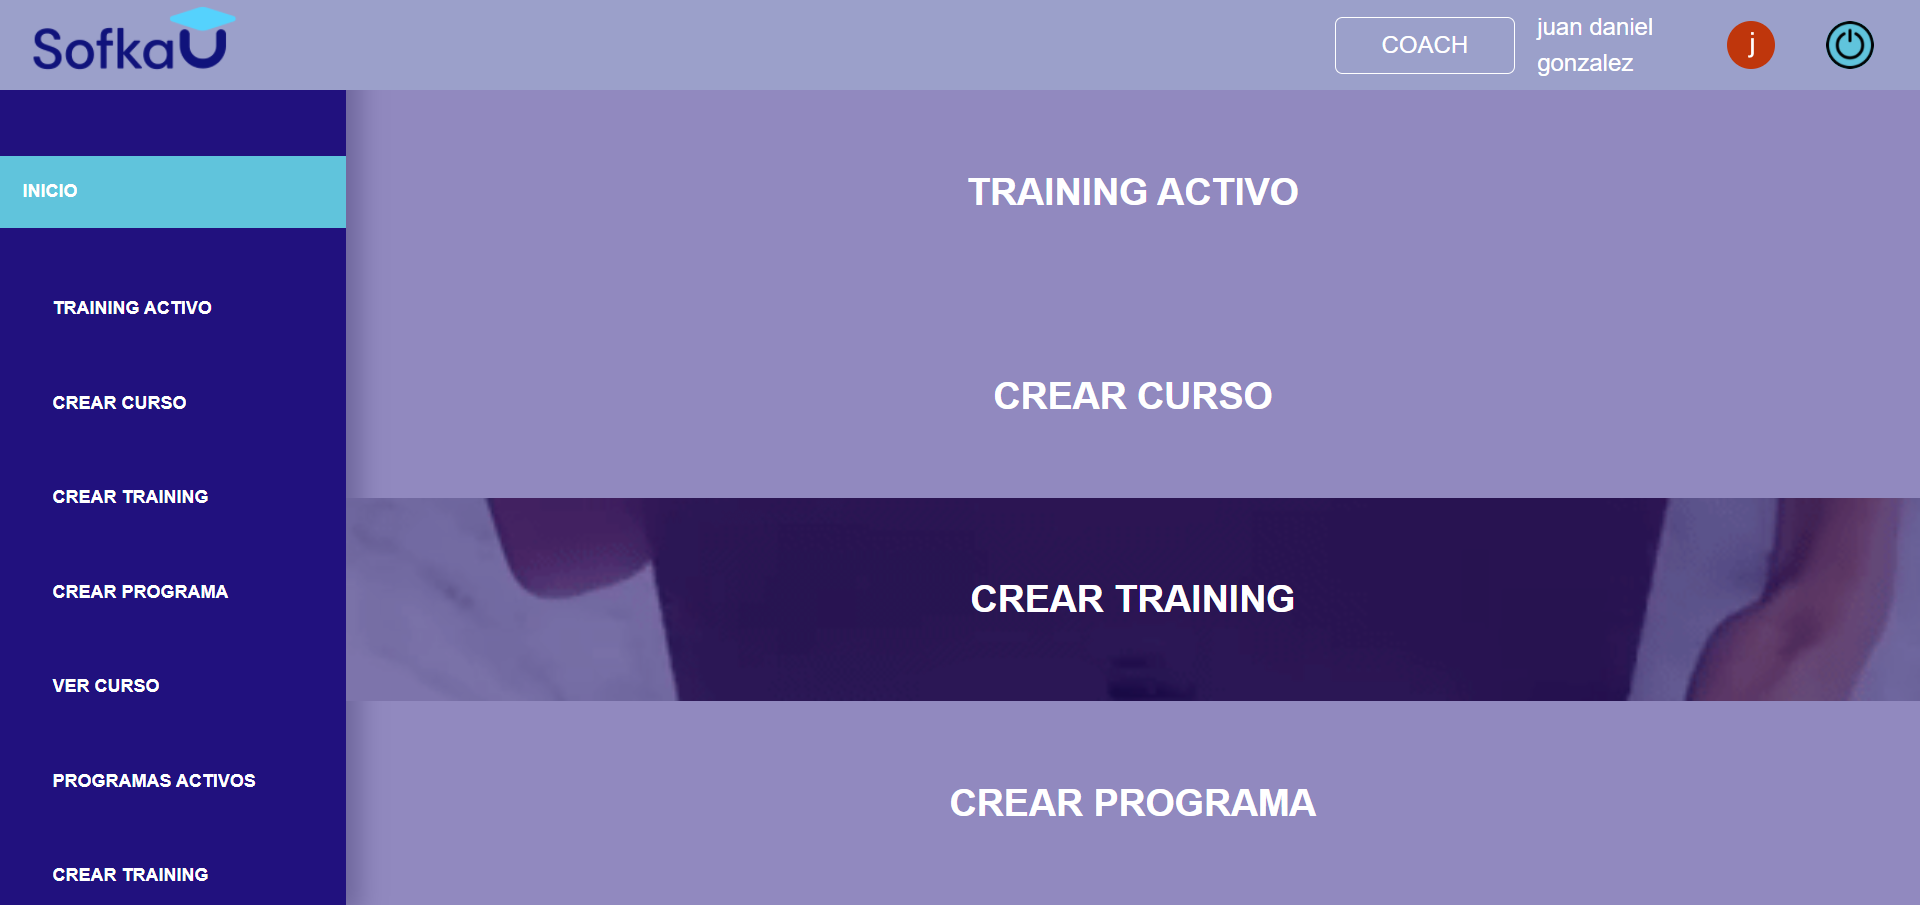 SofkaU
COACH
juan daniel
gonzalez
j
INICIO
TRAINING ACTIVO
CREAR CURSO
CREAR TRAINING
CREAR PROGRAMA
VER CURSO
PROGRAMAS ACTIVOS
CREAR TRAINING
TRAINING ACTIVO
CREAR CURSO
CREAR TRAINING
CREAR PROGRAMA